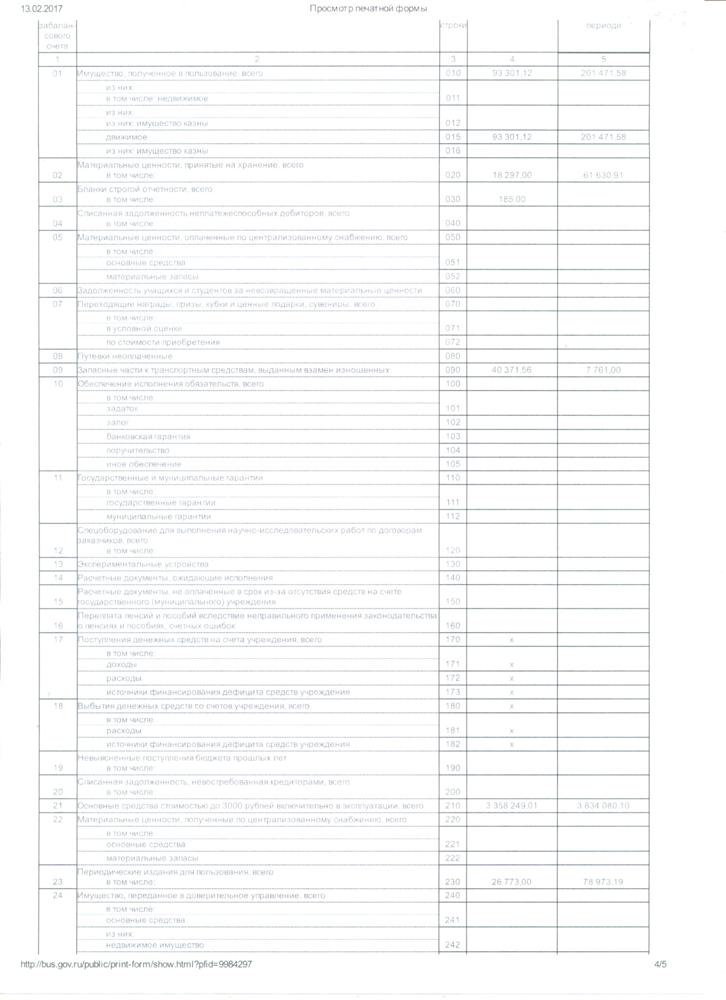 13.02.2017 Просмотр печатной формы
забалан- строки периода
сового
счета
1 2 3 4 5
01 Имущество, полученное в пользование, всего 010 93 301,12 201 471,58
из них:
в том числе: недвижимое 011
из них:
из них: имущество казны 012
движимое 015 93 301,12 201 471,58
из них: имущество казны 016
Материальные ценности, принятые на хранение, всего
02 в том числе: 020 18 297,00 61 630,91
Бланки строгой отчетности, всего
03 в том числе: 030 185,00
Списанная задолженность неплатежеспособных дебиторов, всего
04 в том числе: 040
05 Материальные ценности, оплаченные по централизованному снабжению, всего 050
в том числе:
основные средства 051
материальные запасы 052
06 Задолженность учащихся и студентов за невозвращенные материальные ценности 060
07 Переходящие награды, призы, кубки и ценные подарки, сувениры, всего 070
в том числе:
в условной оценке 071
по стоимости приобретения 072
08 Путевки неоплаченные 080
09 Запасные части к транспортным средствам, выданным взамен изношенных 090 40 371,56 7 761,00
10 Обеспечение исполнения обязательств, всего 100
в том числе:
задаток 101
залог 102
банковская гарантия 103
поручительство 104
иное обеспечение 105
11 Государственные и муниципальные гарантии 110
в том числе:
государственные гарантии 111
муниципальные гарантии 112
Спецоборудование для выполнения научно-исследовательских работ по договорам
заказчиков, всего
12 в том числе: 120
13 Экспериментальные устройства 130
14 Расчетные документы, ожидающие исполнения 140
Расчетные документы, не оплаченные в срок из-за отсутствия средств на счете
15 государственного (муниципального) учреждения 150
Переплата пенсий и пособий вследствие неправильного применения законодательства
16 о пенсиях и пособиях, счетных ошибок 160
17 Поступления денежных средств на счета учреждения, всего 170 х
в том числе:
доходы 171 х
расходы 172 х
источники финансирования дефицита средств учреждения 173 х
18 Выбытия денежных средств со счетов учреждения, всего 180 х
в том числе:
расходы 181 х
источники финансирования дефицита средств учреждения 182 х
Невыясненные поступления бюджета прошлых лет
19 в том числе: 190
Списанная задолженность, невостребованная кредиторами, всего
20 в том числе: 200
21 Основные средства стоимостью до 3000 рублей включительно в эксплуатации, всего 210 3 358 249,01 3 834 080,10
22 Материальные ценности, полученные по централизованному снабжению, всего 220
в том числе:
основные средства 221
материальные запасы 222
Периодические издания для пользования, всего
23 в том числе: 230 26 773,00 78 973,19
24 Имущество, переданное в доверительное управление, всего 240
в том числе:
основные средства 241
из них:
недвижимое имущество 242
http://bus.gov.ru/public/print-form/show.html?pfid=9984297 4/5